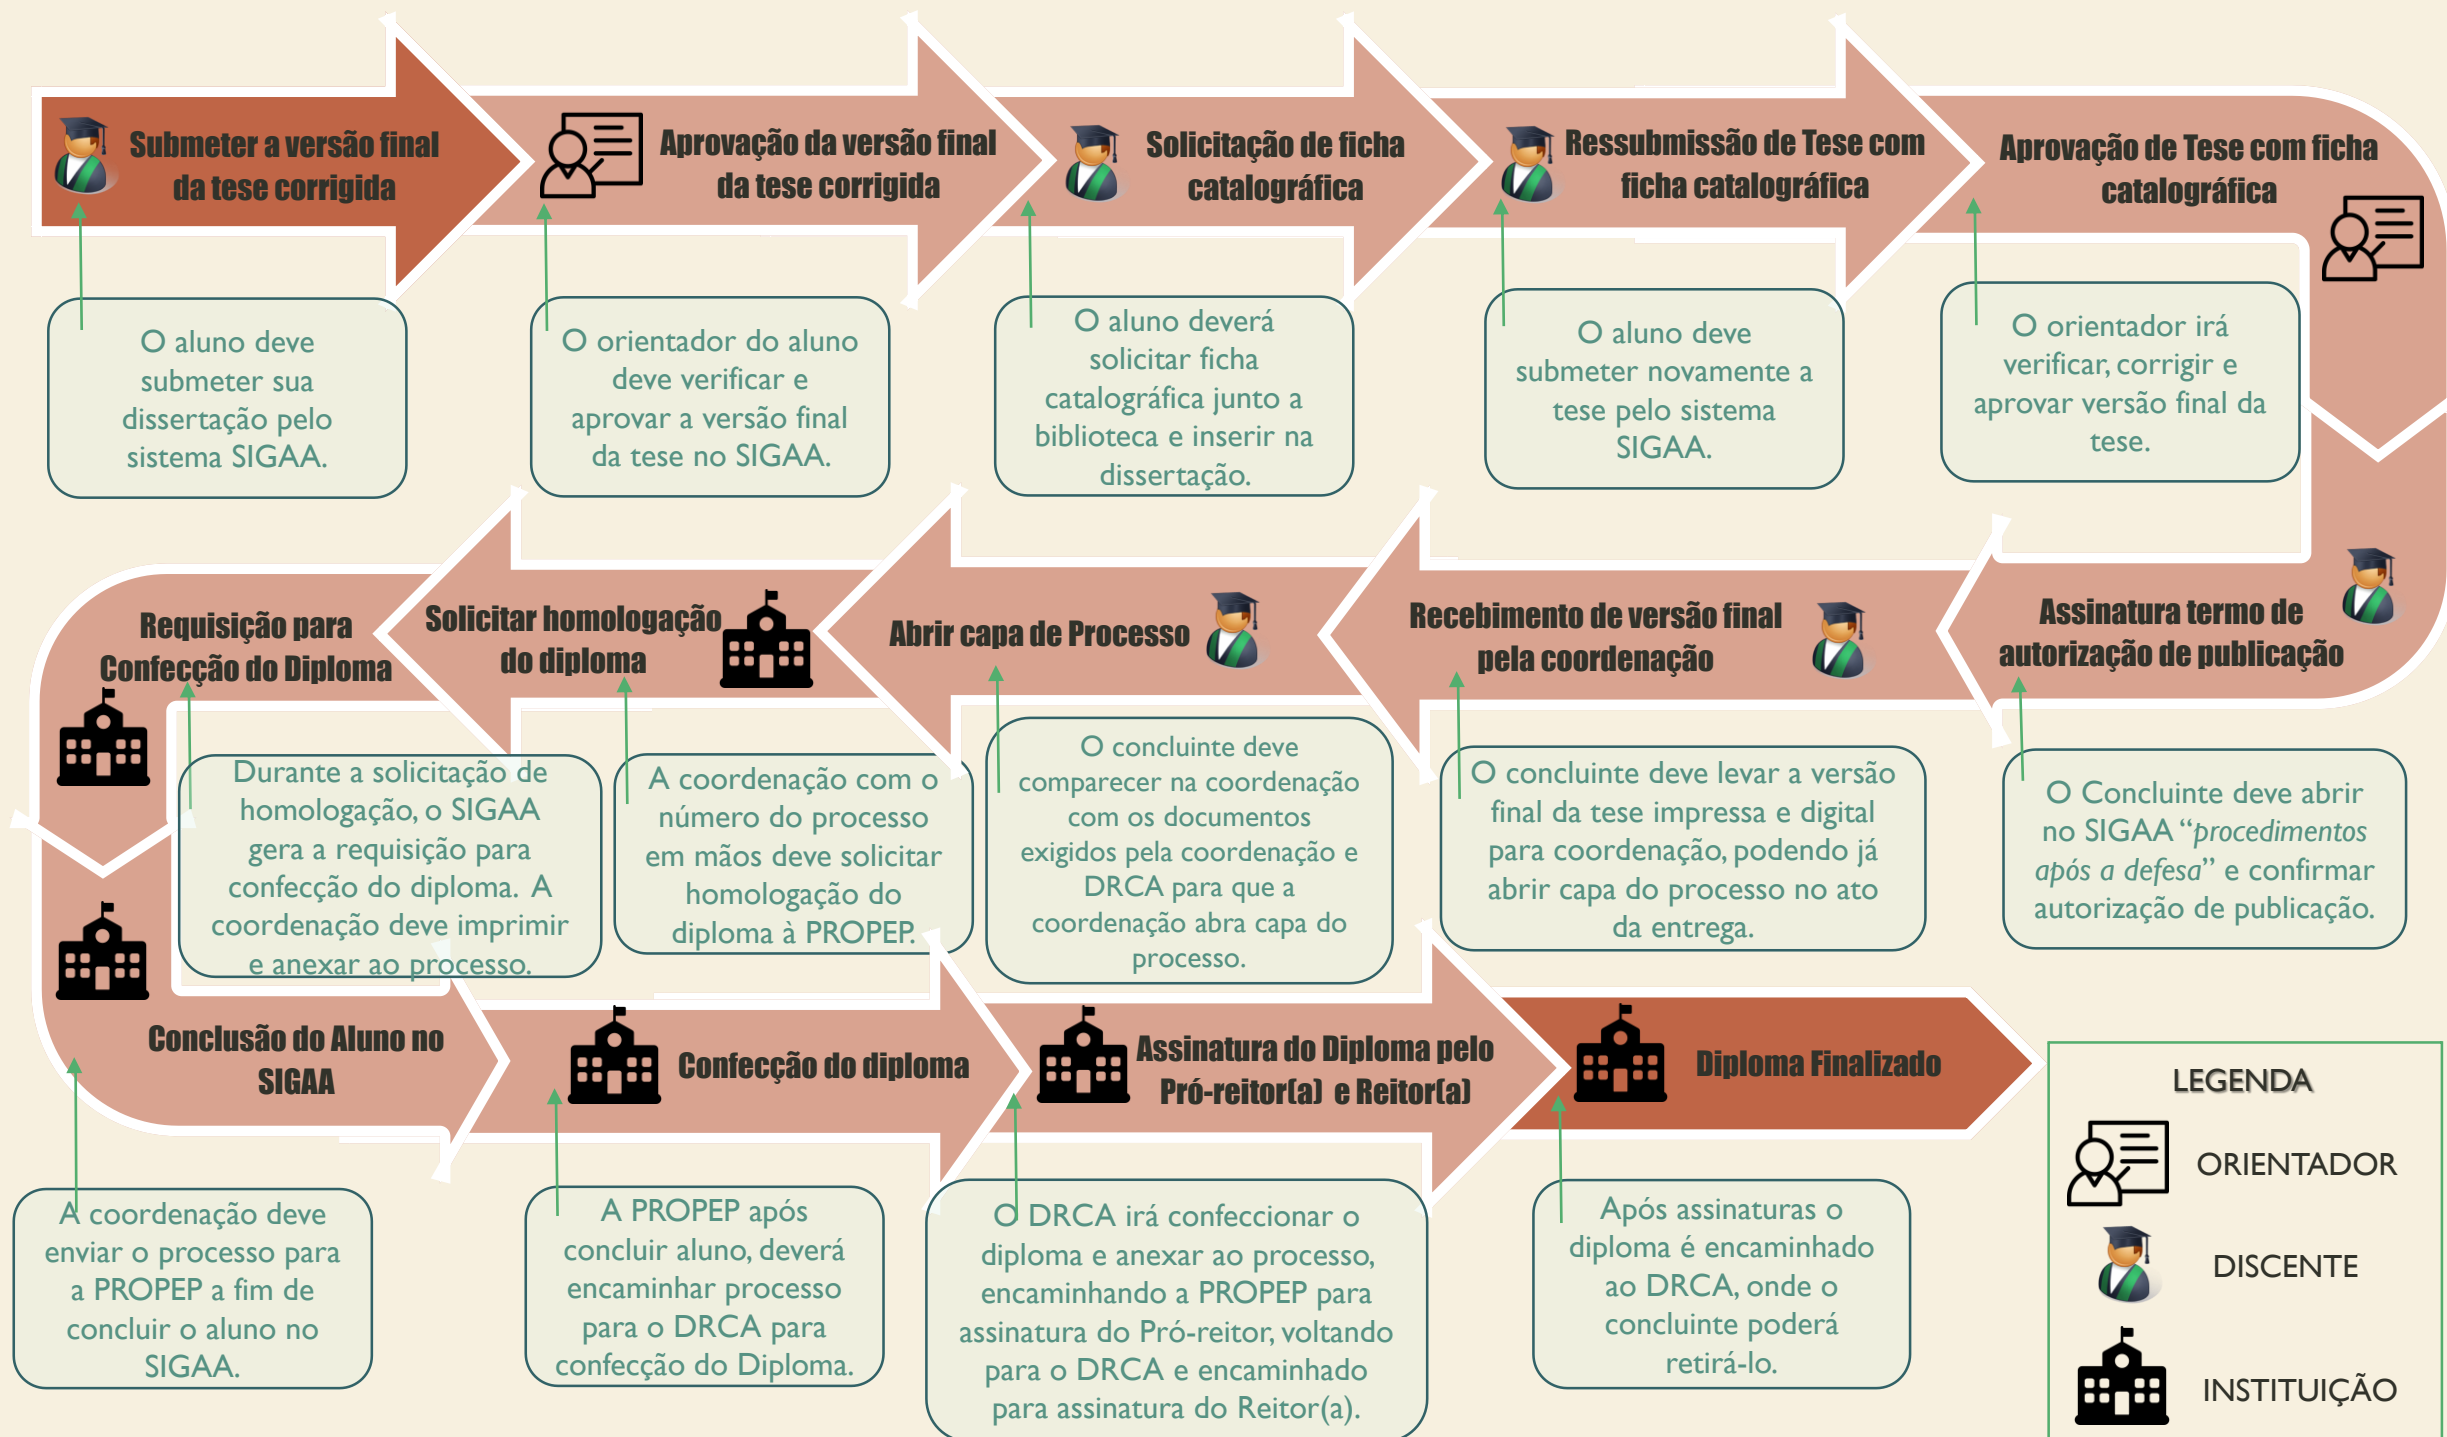 Submeter a versão final
da tese corrigida
Aprovação da versão final
da tese corrigida
Solicitação de ficha
catalográfica
Ressubmissão de Tese com
ficha catalográfica
Aprovação de Tese com ficha
catalográfica
O aluno deve
submeter sua
dissertação pelo
sistema SIGAA.
O orientador do aluno
deve verificar e
aprovar a versão final
da tese no SIGAA.
O aluno deverá
solicitar ficha
catalográfica junto a
biblioteca e inserir na
dissertação.
O aluno deve
submeter novamente a
tese pelo sistema
SIGAA.
O orientador irá
verificar, corrigir e
aprovar versão final da
tese.
Assinatura termo de
autorização de publicação
Recebimento de versão final
pela coordenação
Abrir capa de Processo
Solicitar homologação
do diploma
Requisição para
Confecção do Diploma
O Concluinte deve abrir
no SIGAA “procedimentos
após a defesa” e confirmar
autorização de publicação.
O concluinte deve levar a versão
final da tese impressa e digital
para coordenação, podendo já
abrir capa do processo no ato
da entrega.
O concluinte deve
comparecer na coordenação
com os documentos
exigidos pela coordenação e
DRCA para que a
coordenação abra capa do
processo.
A coordenação com o
número do processo
em mãos deve solicitar
homologação do
diploma à PROPEP.
Durante a solicitação de
homologação, o SIGAA
gera a requisição para
confecção do diploma. A
coordenação deve imprimir
e anexar ao processo.
Conclusão do Aluno no
SIGAA
Confecção do diploma
Assinatura do Diploma pelo
Pró-reitor(a) e Reitor(a)
Diploma Finalizado
A coordenação deve
enviar o processo para
a PROPEP a fim de
concluir o aluno no
SIGAA.
A PROPEP após
concluir aluno, deverá
encaminhar processo
para o DRCA para
confecção do Diploma.
O DRCA irá confeccionar o
diploma e anexar ao processo,
encaminhando a PROPEP para
assinatura do Pró-reitor, voltando
para o DRCA e encaminhado
para assinatura do Reitor(a).
Após assinaturas o
diploma é encaminhado
ao DRCA, onde o
concluinte poderá
retirá-lo.
LEGENDA
ORIENTADOR
DISCENTE
INSTITUIÇÃO